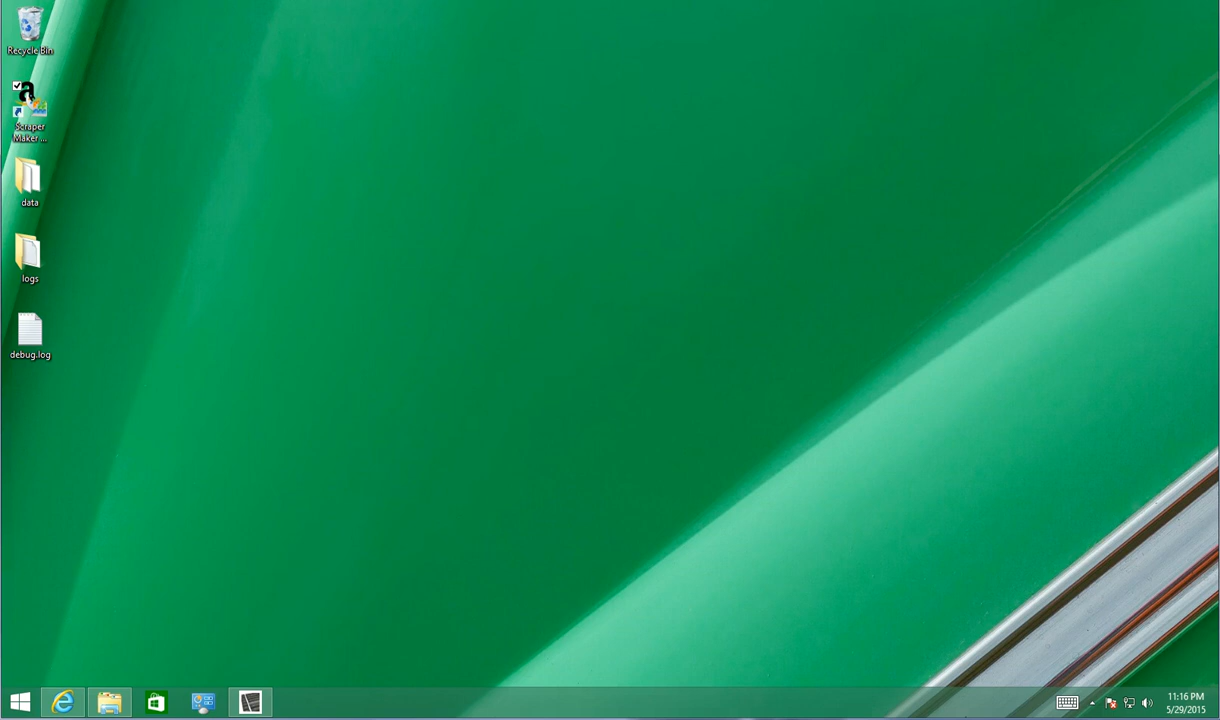 Recycle Bin
Scraper
Maker ...
data
logs
debug.log
11:16 PM
5/29/2015